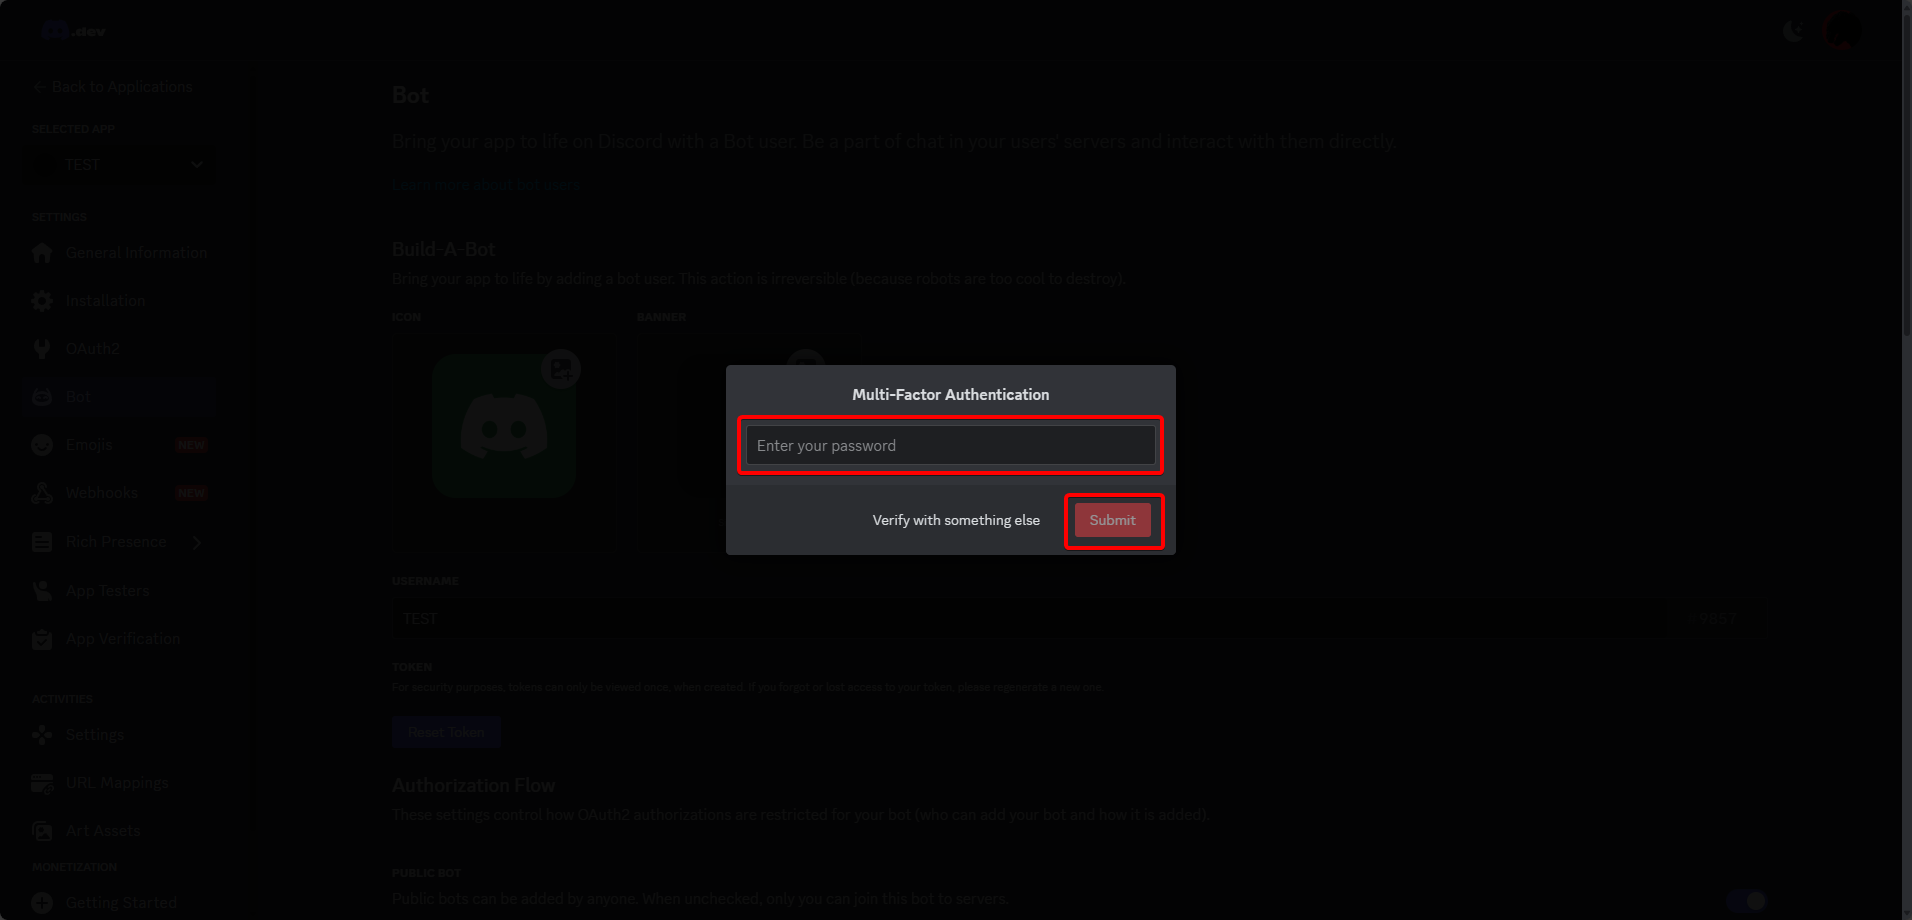 .dev
Back to Applications
SELECTED APP
TEST
SETTINGS
General Information
Installation
OAuth2
Bot
Emojis NEW
Webhooks NEW
Rich Presence
App Testers
App Verification
ACTIVITIES
Settings
URL Mappings
Art Assets
MONETIZATION
Getting Started
Bot
Bring your app to life on Discord with a Bot user. Be a part of chat in your users' servers and interact with them directly.
Learn more about bot users
Build-A-Bot
Bring your app to life by adding a bot user. This action is irreversible (because robots are too cool to destroy).
ICON BANNER
Multi-Factor Authentication
Enter your password
Verify with something else Submit
USERNAME
TEST 9857
TOKEN
For security purposes, tokens can only be viewed once, when created. If you forgot or lost access to your token, please regenerate a new one.
Reset Token
Authorization Flow
These settings control how OAuth2 authorizations are restricted for your bot (who can add your bot and how it is added).
PUBLIC BOT
Public bots can be added by anyone. When unchecked, only you can join this bot to servers.